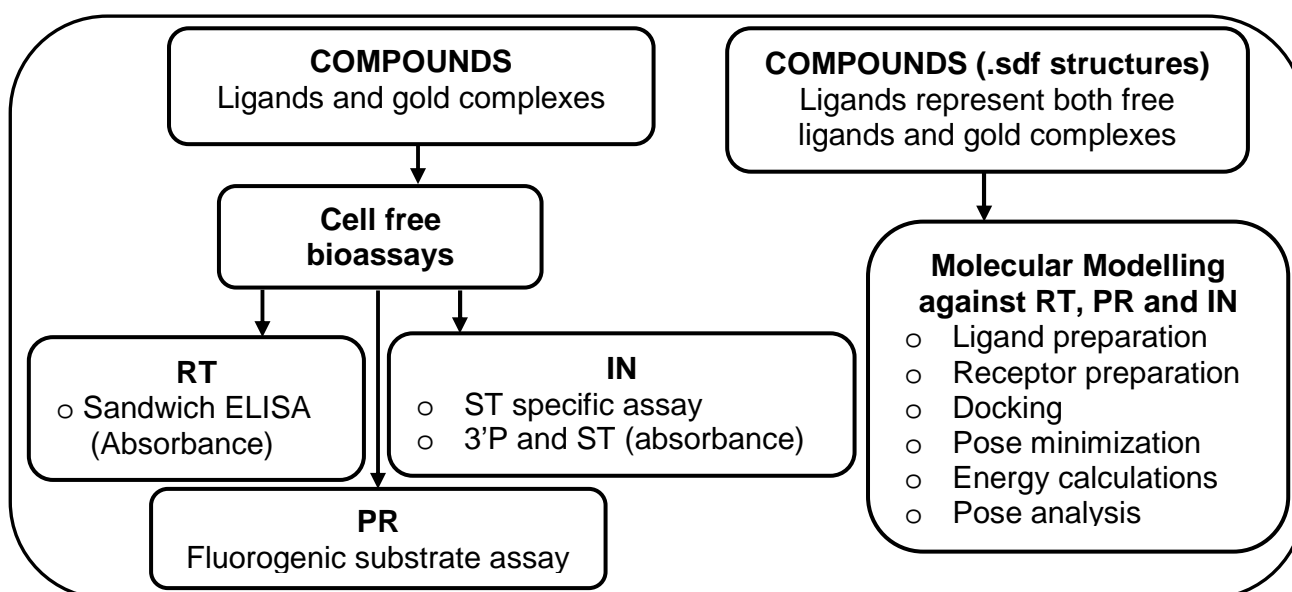 COMPOUNDS
Ligands and gold complexes
COMPOUNDS (.sdf structures)
Ligands represent both free
ligands and gold complexes
Cell free
bioassays
RT
o Sandwich ELISA
(Absorbance)
IN
o ST specific assay
o 3’P and ST (absorbance)
PR
Fluorogenic substrate assay
Molecular Modelling
against RT, PR and IN
o Ligand preparation
o Receptor preparation
o Docking
o Pose minimization
o Energy calculations
o Pose analysis